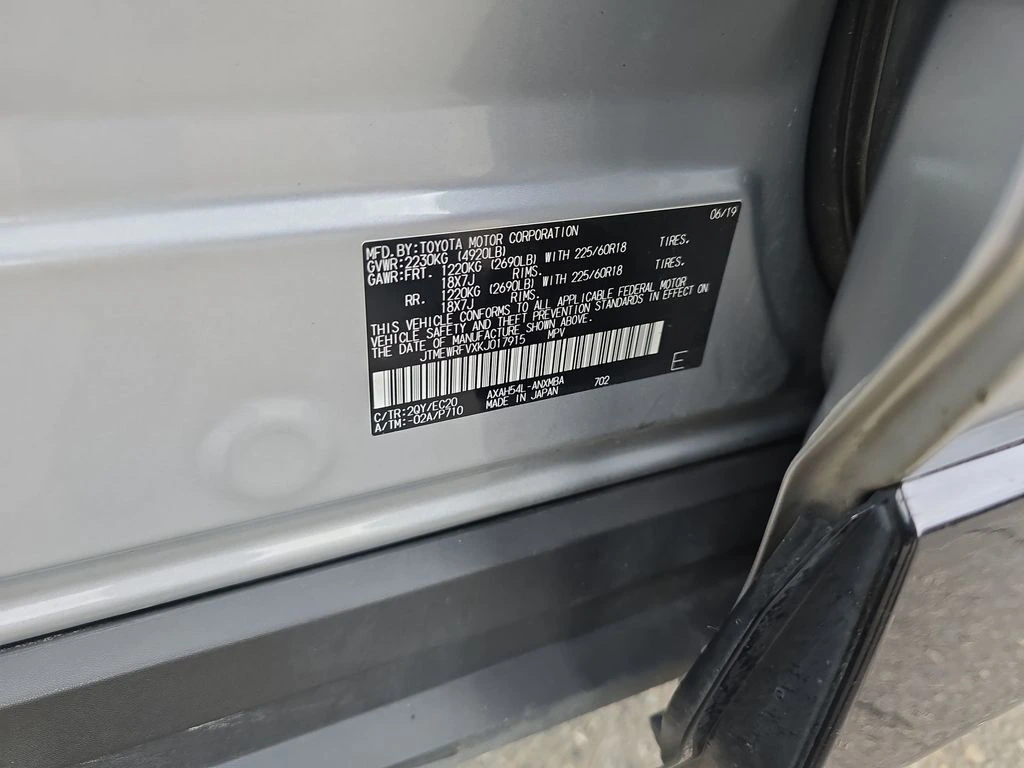 06/19
MFD.BY:TOYOTA MOTOR CORPORATION
GVWR:2230KG (4920LB)
GAWR:FRT. 1220KG (2690LB) WITH 225/60R18 TIRES.
18X7J RIMS.
RR. 1220KG (2690LB) WITH 225/60R18 TIRES.
18X7J RIMS.
THIS VEHICLE CONFORMS TO ALL APPLICABLE FEDERAL MOTOR
VEHICLE SAFETY AND THEFT PREVENTION STANDARDS IN EFFECT ON
THE DATE OF MANUFACTURE SHOWN ABOVE.
JTMEWRFVXKJ017915 MPV
E
C/TR:2QY/EC20 AXAH54L-ANXMBA 702
A/TM:-02A/P710 MADE IN JAPAN